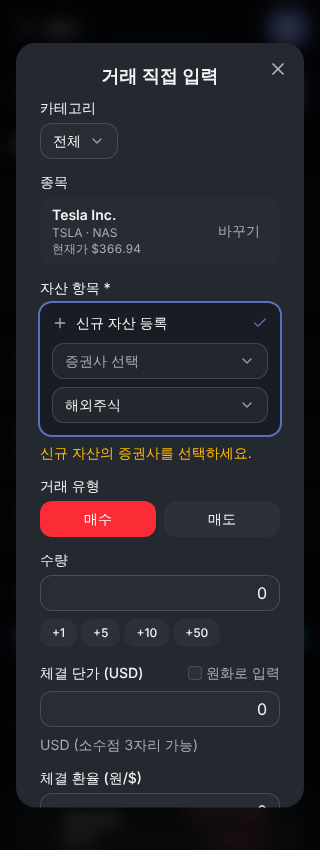 거래 직접 입력
카테고리
전체
종목
Tesla Inc.
TSLA · NAS
현재가 $366.94
바꾸기
자산 항목 *
신규 자산 등록
증권사 선택
해외주식
신규 자산의 증권사를 선택하세요.
거래 유형
매수 매도
수량
0
+1 +5 +10 +50
체결 단가 (USD) 원화로 입력
0
USD (소수점 3자리 가능)
체결 환율 (원/$)